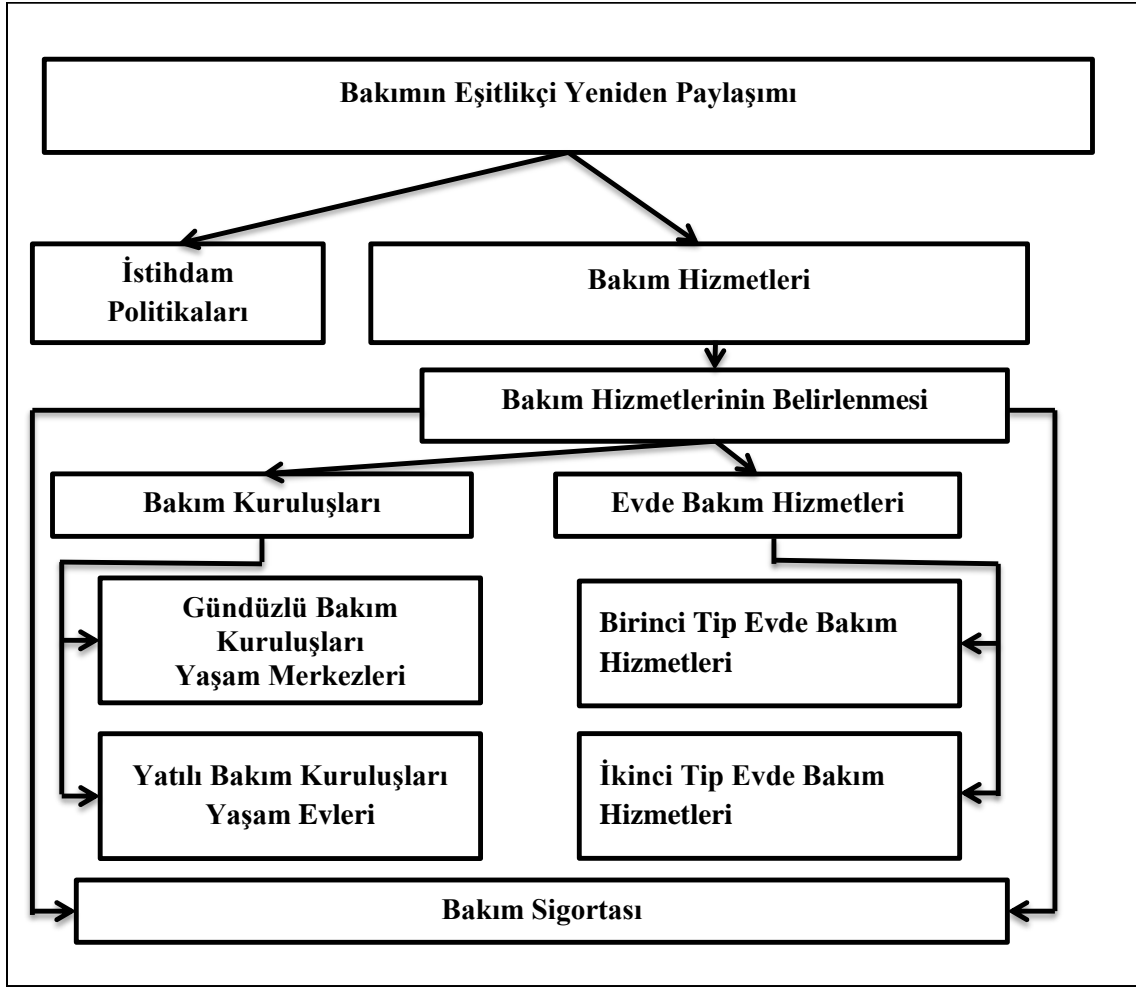 Bakımın Eşitlikçi Yeniden Paylaşımı
İstihdam
Politikaları
Bakım Hizmetleri
Bakım Hizmetlerinin Belirlenmesi
Bakım Kuruluşları
Evde Bakım Hizmetleri
Gündüzlü Bakım
Kuruluşları
Yaşam Merkezleri
Birinci Tip Evde Bakım
Hizmetleri
Yatılı Bakım Kuruluşları
Yaşam Evleri
İkinci Tip Evde Bakım
Hizmetleri
Bakım Sigortası